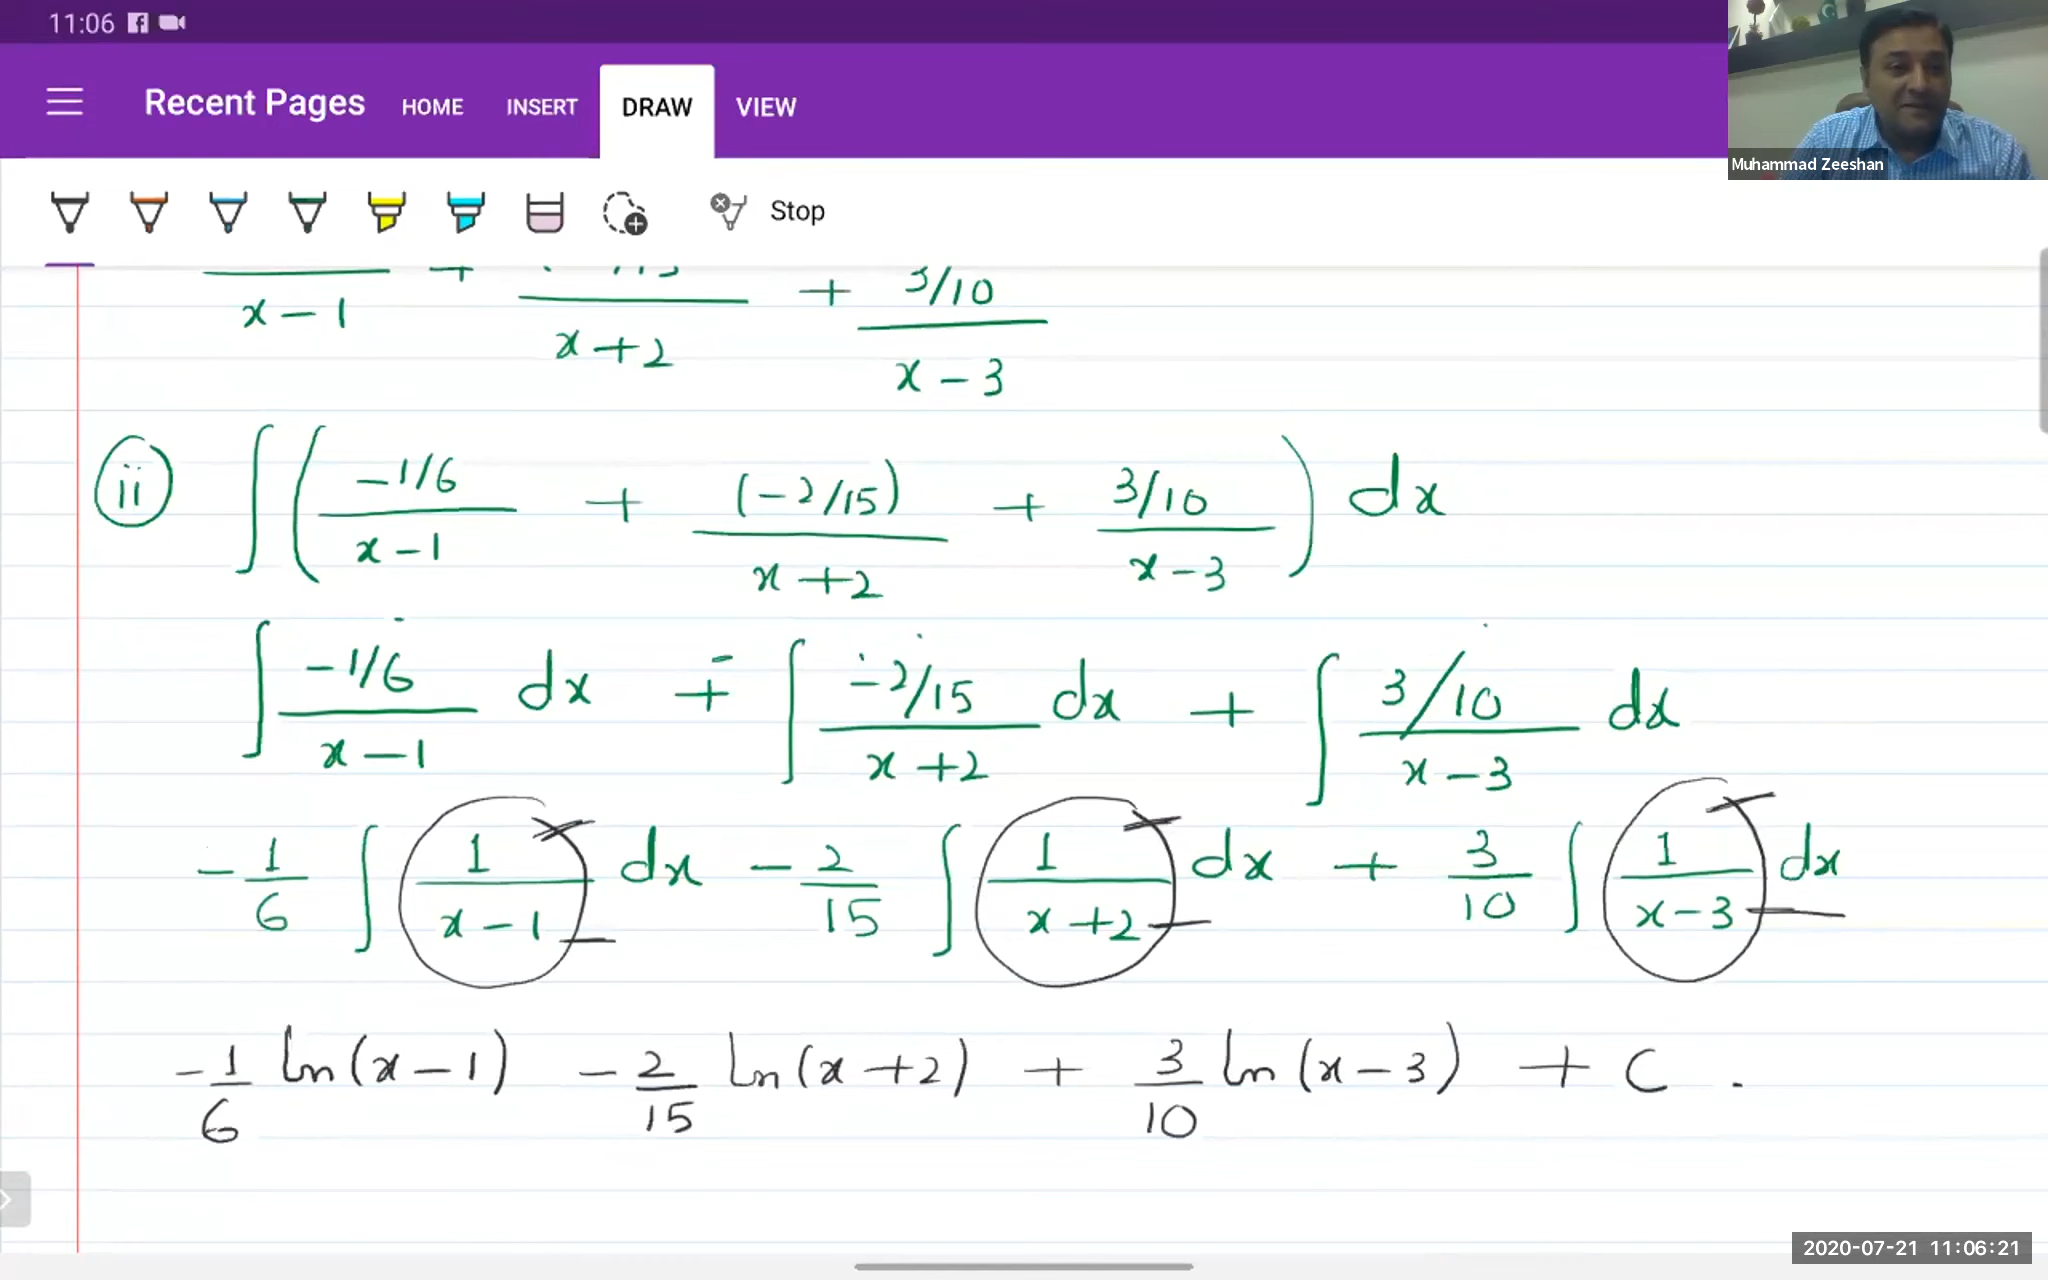 11:06
Recent Pages HOME INSERT DRAW VIEW
Muhammad Zeeshan
Stop
x-1 + x+2 + 3/10 / x-3
(ii) ∫( -1/6 / x-1 + (-2/15) / x+2 + 3/10 / x-3 ) dx
∫ -1/6 / x-1 dx + ∫ -2/15 / x+2 dx + ∫ 3/10 / x-3 dx
-1/6 ∫ 1/x-1 dx - 2/15 ∫ 1/x+2 dx + 3/10 ∫ 1/x-3 dx
-1/6 ln(x-1) - 2/15 ln(x+2) + 3/10 ln(x-3) + C .
2020-07-21 11:06:21